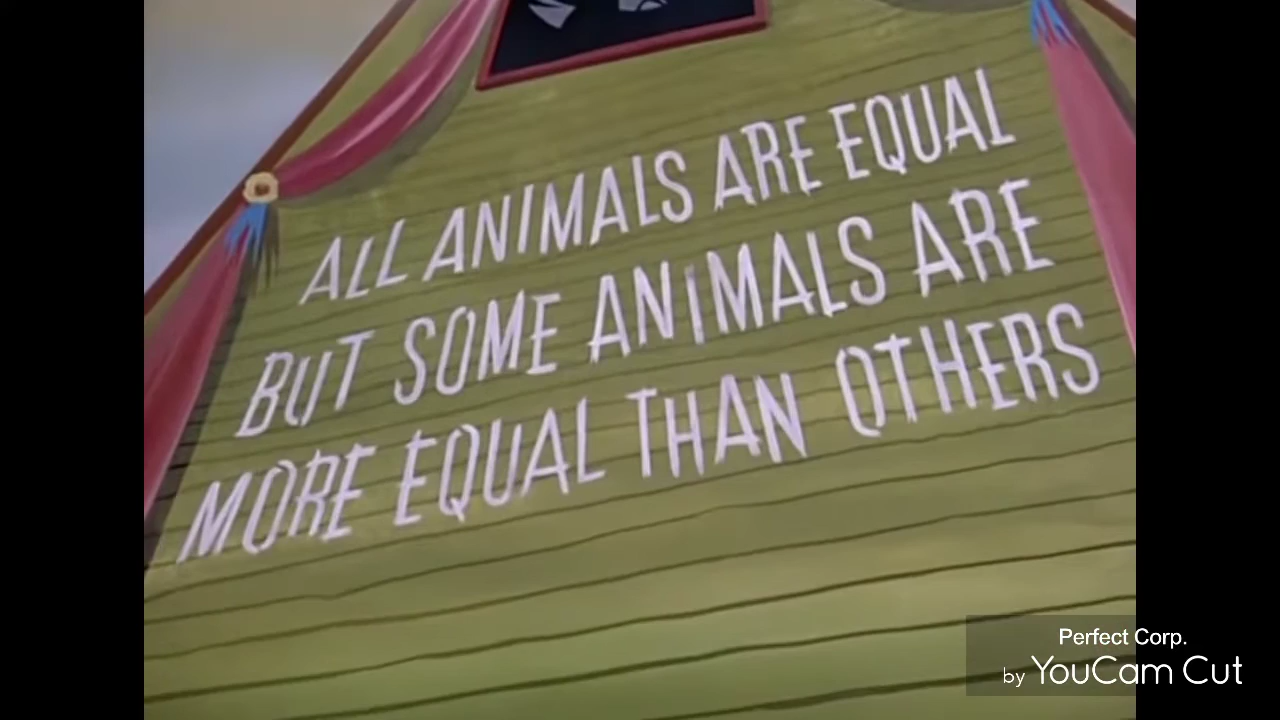 ALL ANIMALS ARE EQUAL
BUT SOME ANIMALS ARE
MORE EQUAL THAN OTHERS
Perfect Corp.
by YouCam Cut